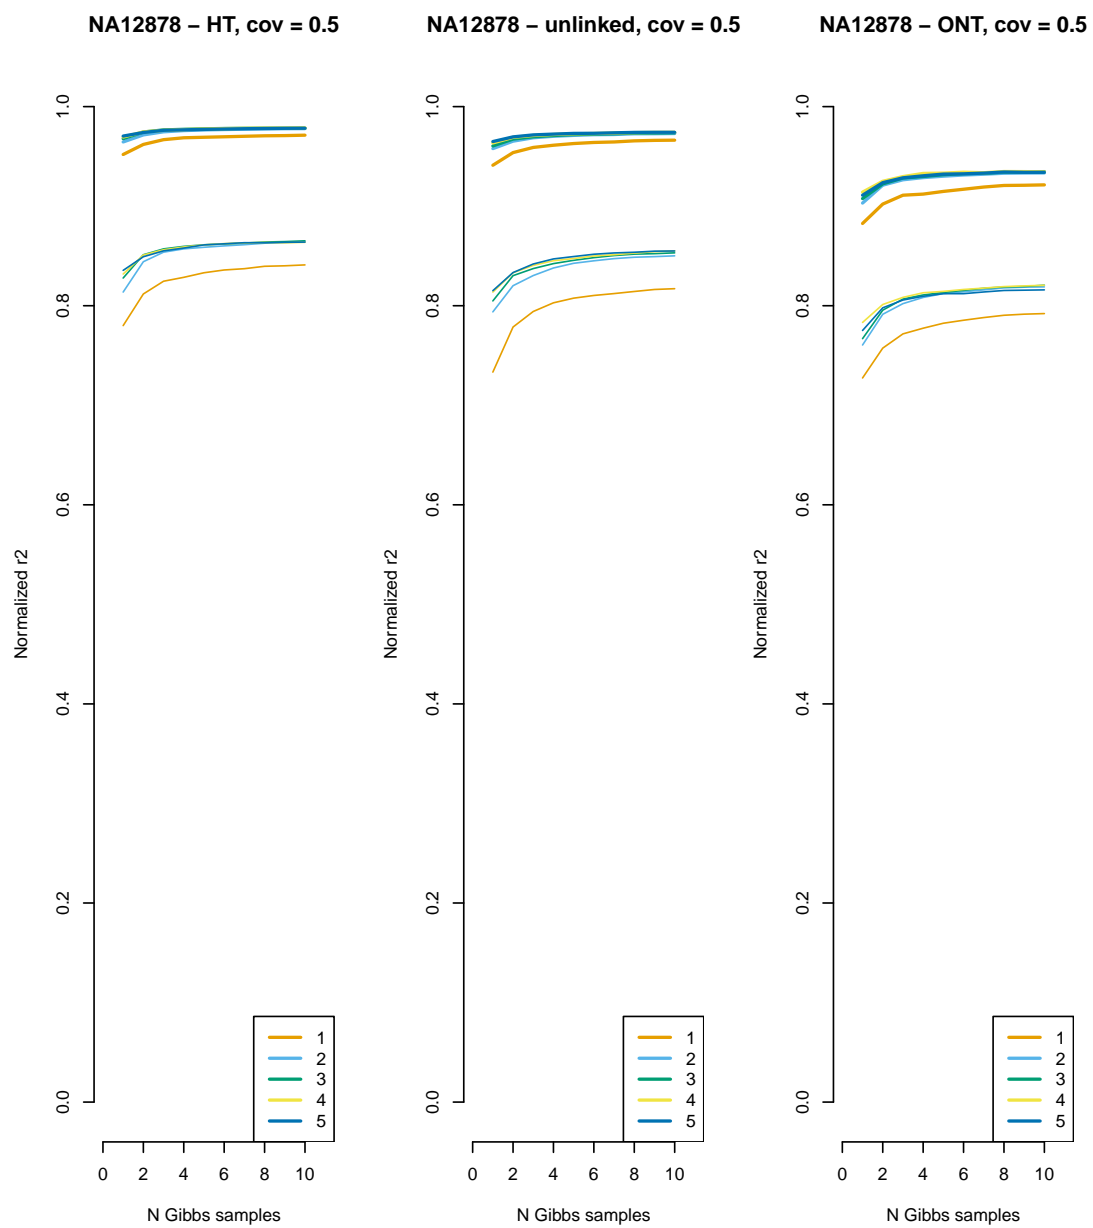 NA12878 – HT, cov = 0.5
1.0
0.8
0.6
0.4
0.2
0.0
Normalized r2
1
2
3
4
5
0 2 4 6 8 10
N Gibbs samples
NA12878 – unlinked, cov = 0.5
1.0
0.8
0.6
0.4
0.2
0.0
Normalized r2
1
2
3
4
5
0 2 4 6 8 10
N Gibbs samples
NA12878 – ONT, cov = 0.5
1.0
0.8
0.6
0.4
0.2
0.0
Normalized r2
1
2
3
4
5
0 2 4 6 8 10
N Gibbs samples